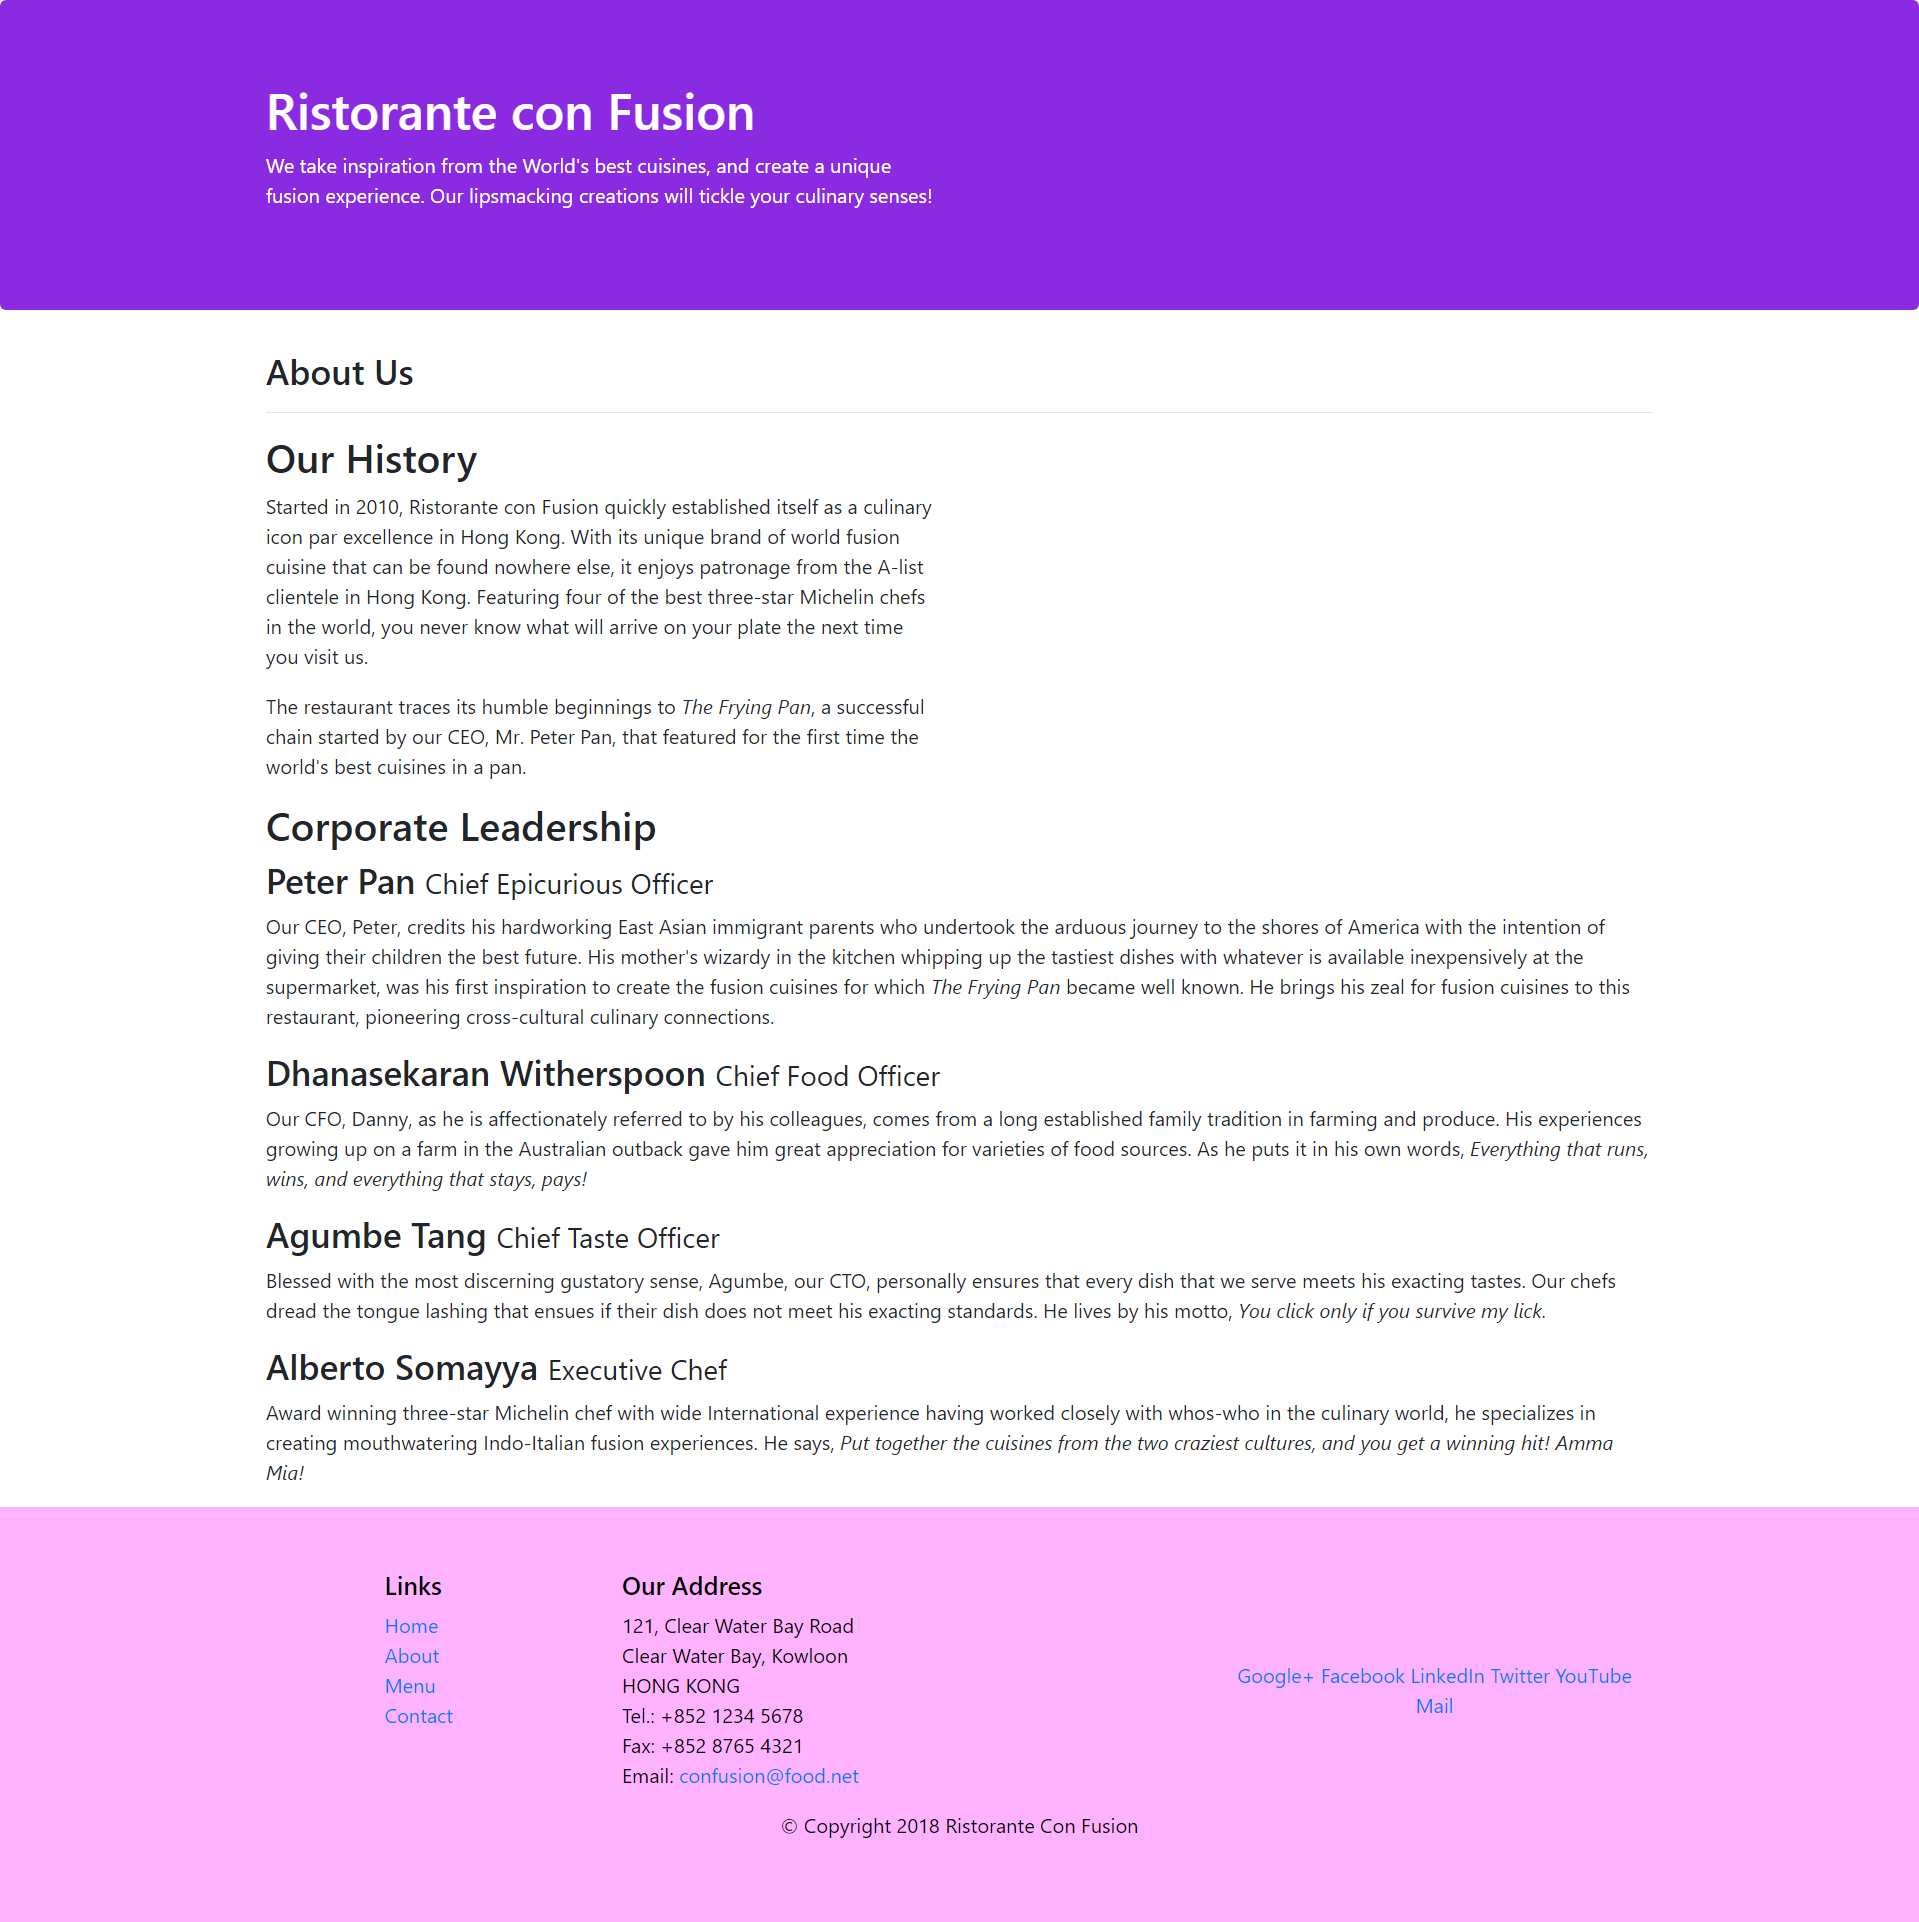 Ristorante con Fusion
We take inspiration from the World's best cuisines, and create a unique
fusion experience. Our lipsmacking creations will tickle your culinary senses!
About Us
Our History
Started in 2010, Ristorante con Fusion quickly established itself as a culinary
icon par excellence in Hong Kong. With its unique brand of world fusion
cuisine that can be found nowhere else, it enjoys patronage from the A-list
clientele in Hong Kong. Featuring four of the best three-star Michelin chefs
in the world, you never know what will arrive on your plate the next time
you visit us.
The restaurant traces its humble beginnings to The Frying Pan, a successful
chain started by our CEO, Mr. Peter Pan, that featured for the first time the
world's best cuisines in a pan.
Corporate Leadership
Peter Pan Chief Epicurious Officer
Our CEO, Peter, credits his hardworking East Asian immigrant parents who undertook the arduous journey to the shores of America with the intention of
giving their children the best future. His mother's wizardy in the kitchen whipping up the tastiest dishes with whatever is available inexpensively at the
supermarket, was his first inspiration to create the fusion cuisines for which The Frying Pan became well known. He brings his zeal for fusion cuisines to this
restaurant, pioneering cross-cultural culinary connections.
Dhanasekaran Witherspoon Chief Food Officer
Our CFO, Danny, as he is affectionately referred to by his colleagues, comes from a long established family tradition in farming and produce. His experiences
growing up on a farm in the Australian outback gave him great appreciation for varieties of food sources. As he puts it in his own words, Everything that runs,
wins, and everything that stays, pays!
Agumbe Tang Chief Taste Officer
Blessed with the most discerning gustatory sense, Agumbe, our CTO, personally ensures that every dish that we serve meets his exacting tastes. Our chefs
dread the tongue lashing that ensues if their dish does not meet his exacting standards. He lives by his motto, You click only if you survive my lick.
Alberto Somayya Executive Chef
Award winning three-star Michelin chef with wide International experience having worked closely with whos-who in the culinary world, he specializes in
creating mouthwatering Indo-Italian fusion experiences. He says, Put together the cuisines from the two craziest cultures, and you get a winning hit! Amma
Mia!
Links
Home
About
Menu
Contact
Our Address
121, Clear Water Bay Road
Clear Water Bay, Kowloon
HONG KONG
Tel.: +852 1234 5678
Fax: +852 8765 4321
Email: confusion@food.net
Google+ Facebook LinkedIn Twitter YouTube
Mail
© Copyright 2018 Ristorante Con Fusion